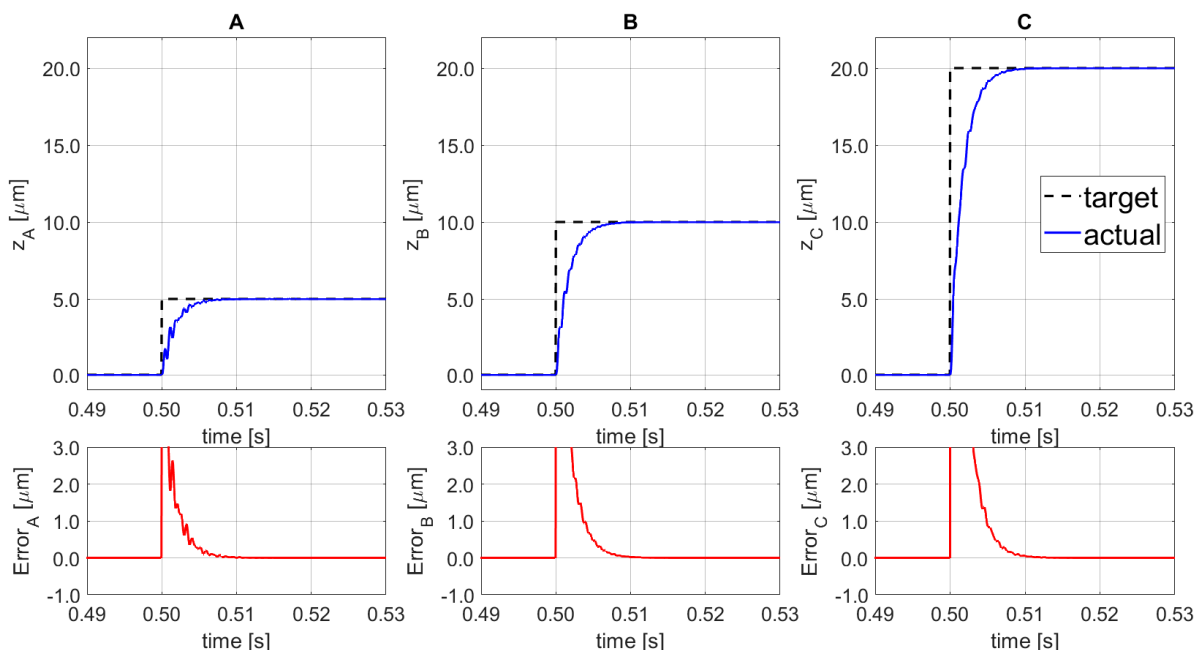 A
B
C
20.0
15.0
10.0
5.0
0.0
z_A [μm]
0.49 0.50 0.51 0.52 0.53
time [s]
20.0
15.0
10.0
5.0
0.0
z_B [μm]
0.49 0.50 0.51 0.52 0.53
time [s]
20.0
15.0
10.0
5.0
0.0
z_C [μm]
target
actual
0.49 0.50 0.51 0.52 0.53
time [s]
3.0
2.0
1.0
0.0
-1.0
Error_A [μm]
0.49 0.50 0.51 0.52 0.53
time [s]
3.0
2.0
1.0
0.0
-1.0
Error_B [μm]
0.49 0.50 0.51 0.52 0.53
time [s]
3.0
2.0
1.0
0.0
-1.0
Error_C [μm]
0.49 0.50 0.51 0.52 0.53
time [s]